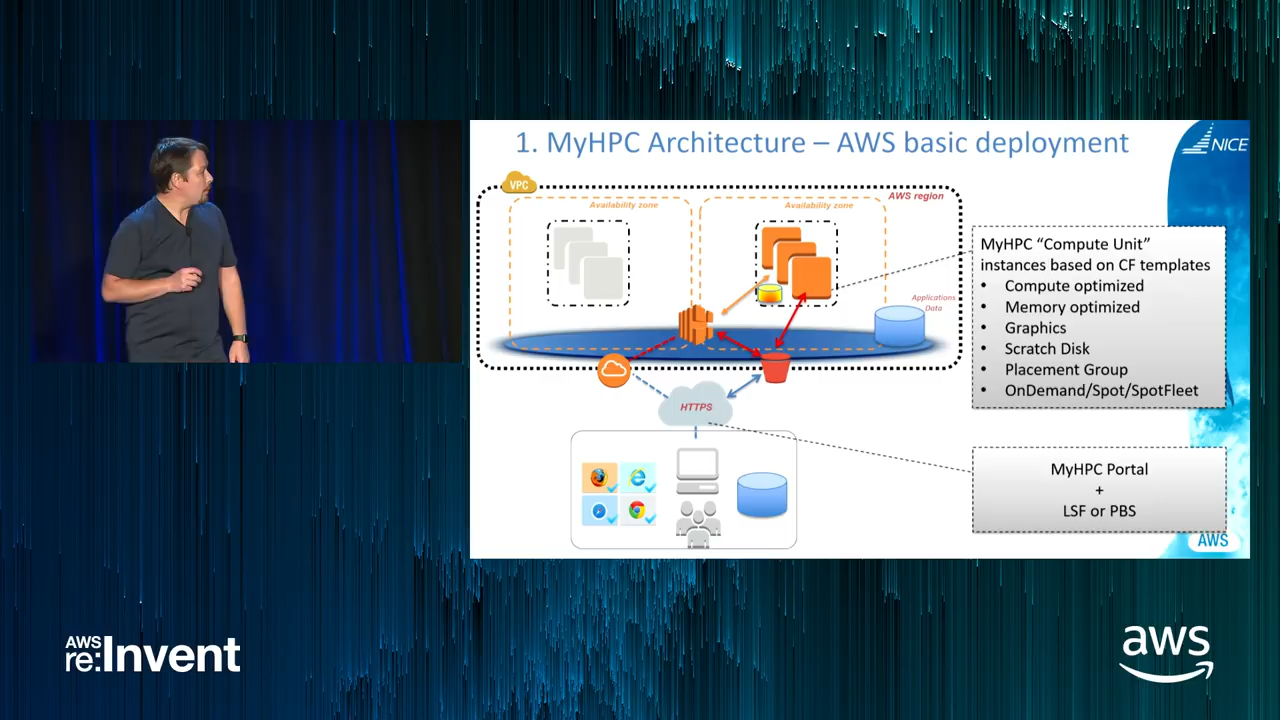 1. MyHPC Architecture – AWS basic deployment
NICE
VPC
AWS region
Availability zone
Availability zone
Applications
Data
HTTPS
MyHPC “Compute Unit”
instances based on CF templates
• Compute optimized
• Memory optimized
• Graphics
• Scratch Disk
• Placement Group
• OnDemand/Spot/SpotFleet
MyHPC Portal
+
LSF or PBS
AWS
AWS
re:Invent
aws